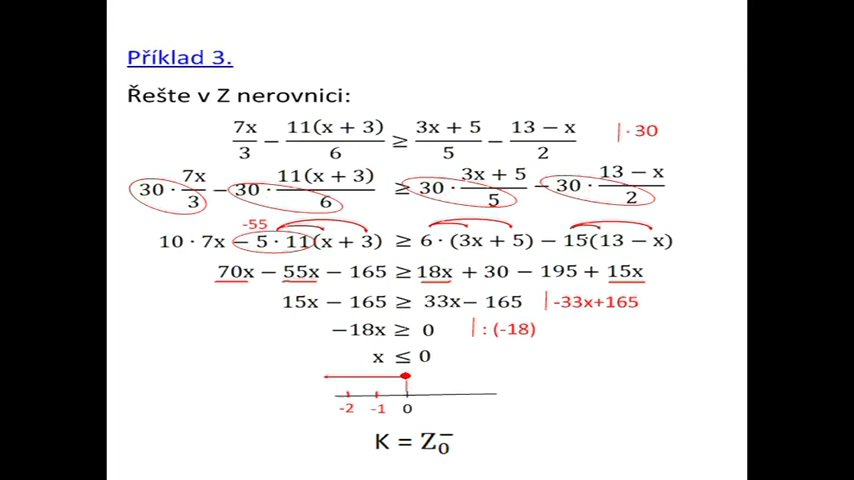 Příklad 3.
Řešte v Z nerovnici:
7x/3 − 11(x + 3)/6 ≥ 3x + 5/5 − 13 − x/2 | · 30
30 · 7x/3 − 30 · 11(x + 3)/6 ≥ 30 · 3x + 5/5 − 30 · 13 − x/2
-55
10 · 7x − 5 · 11(x + 3) ≥ 6 · (3x + 5) − 15(13 − x)
70x − 55x − 165 ≥ 18x + 30 − 195 + 15x
15x − 165 ≥ 33x − 165 | -33x+165
−18x ≥ 0 | : (-18)
x ≤ 0
-2 -1 0
K = Z₀⁻